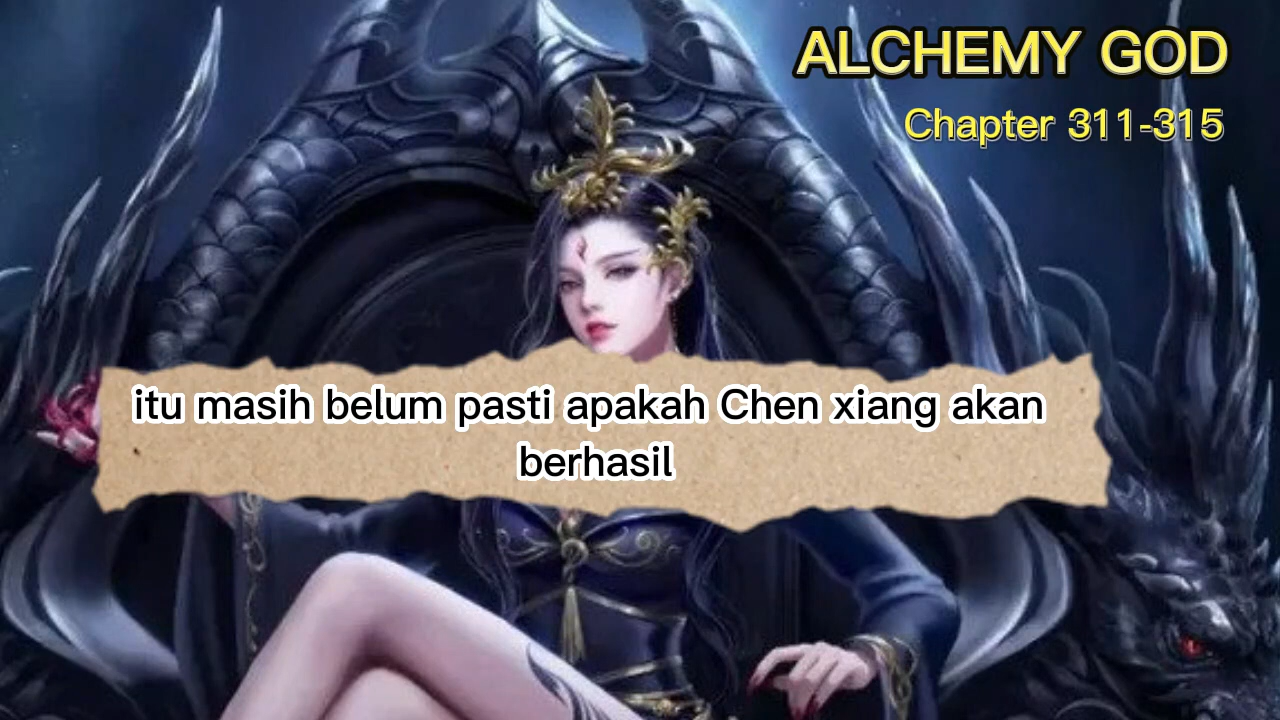 ALCHEMY GOD
Chapter 311-315
itu masih belum pasti apakah Chen xiang akan
berhasil